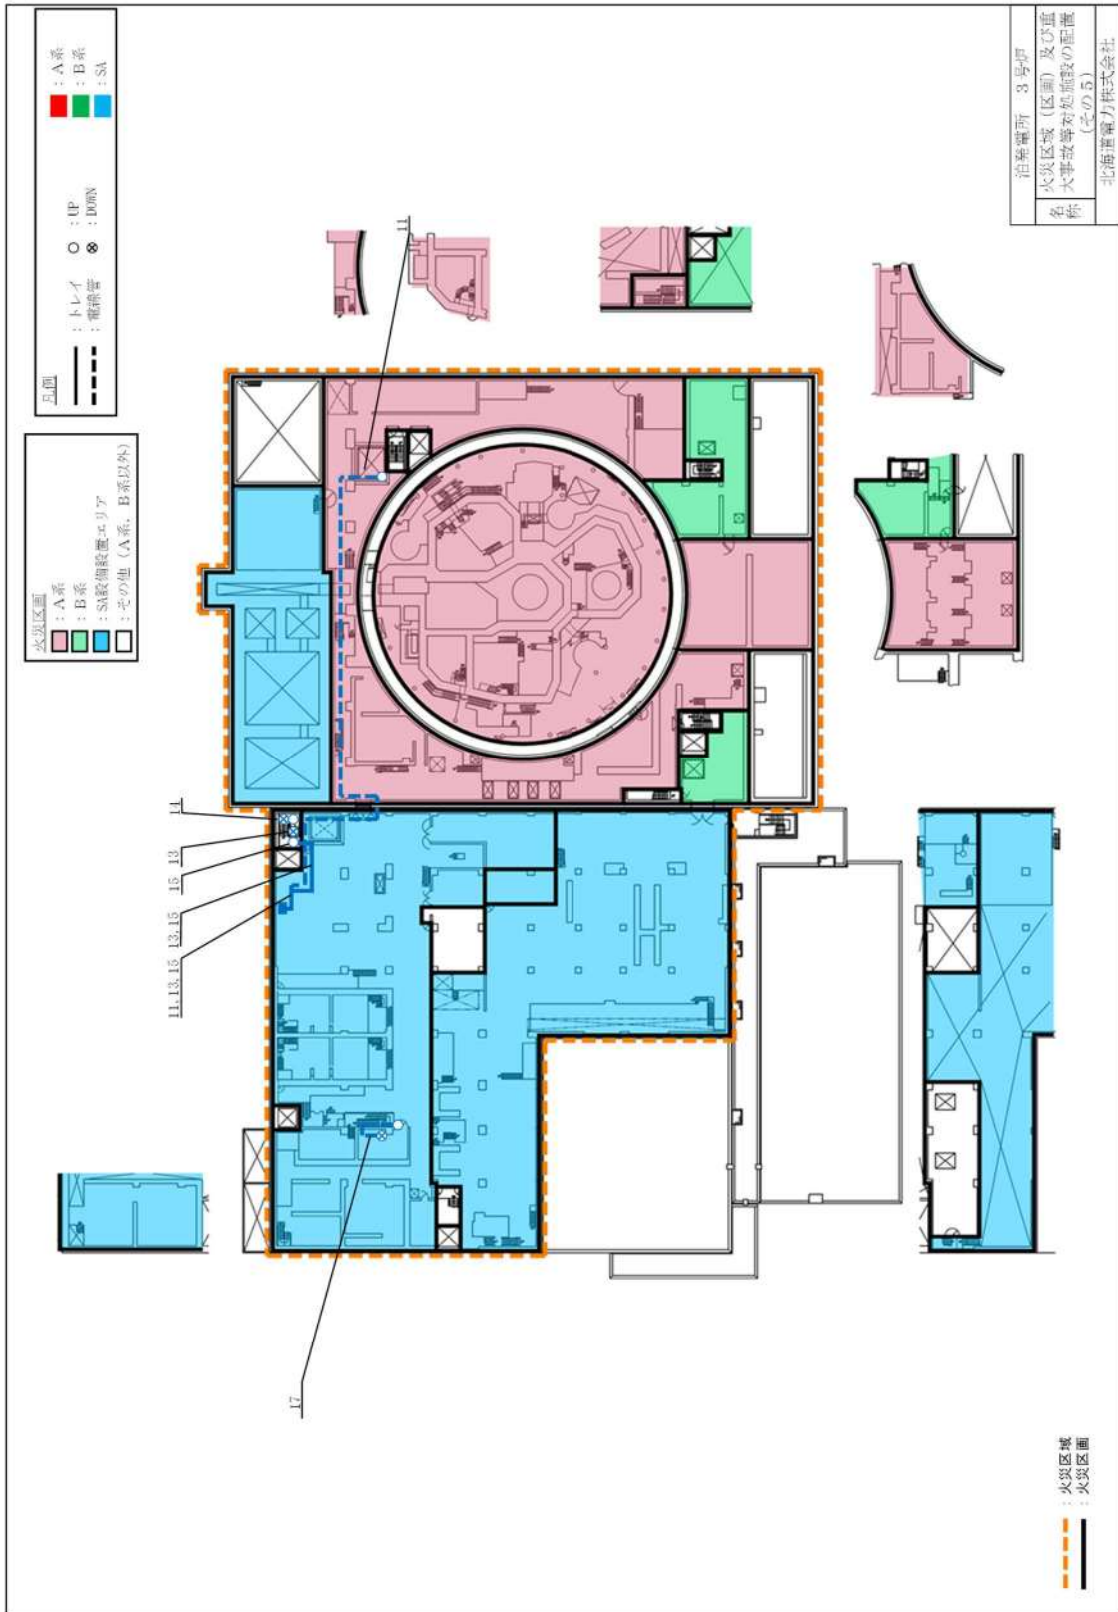 火災区画
: A系
: B系
: SA設備設置エリア
: その他 (A系, B系以外)
凡例
: トレイ
: 電線管
○ : UP
⊗ : DOWN
: A系
: B系
: SA
11
14
13
15
13,15
11,13,15
17
: 火災区域
: 火災区画
泊発電所 3号炉
名称
火災区域 (区画) 及び重
大事故等対処施設の配置
(その5)
北海道電力株式会社